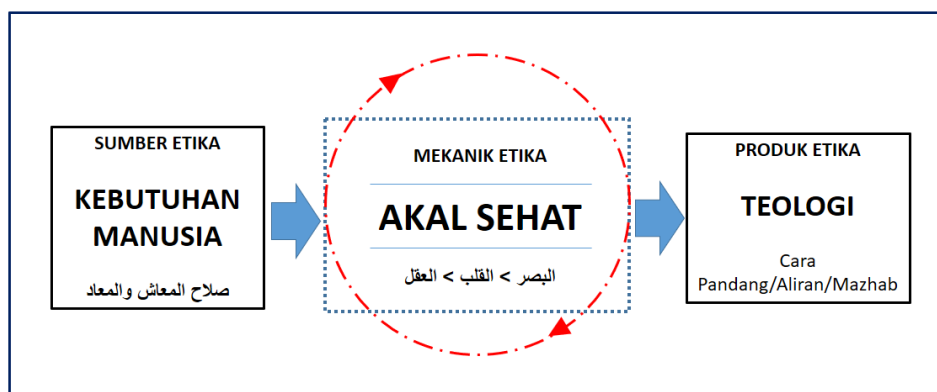 SUMBER ETIKA
KEBUTUHAN
MANUSIA
صلاح المعاش والمعاد
MEKANIK ETIKA
AKAL SEHAT
البصر > القلب > العقل
PRODUK ETIKA
TEOLOGI
Cara
Pandang/Aliran/Mazhab